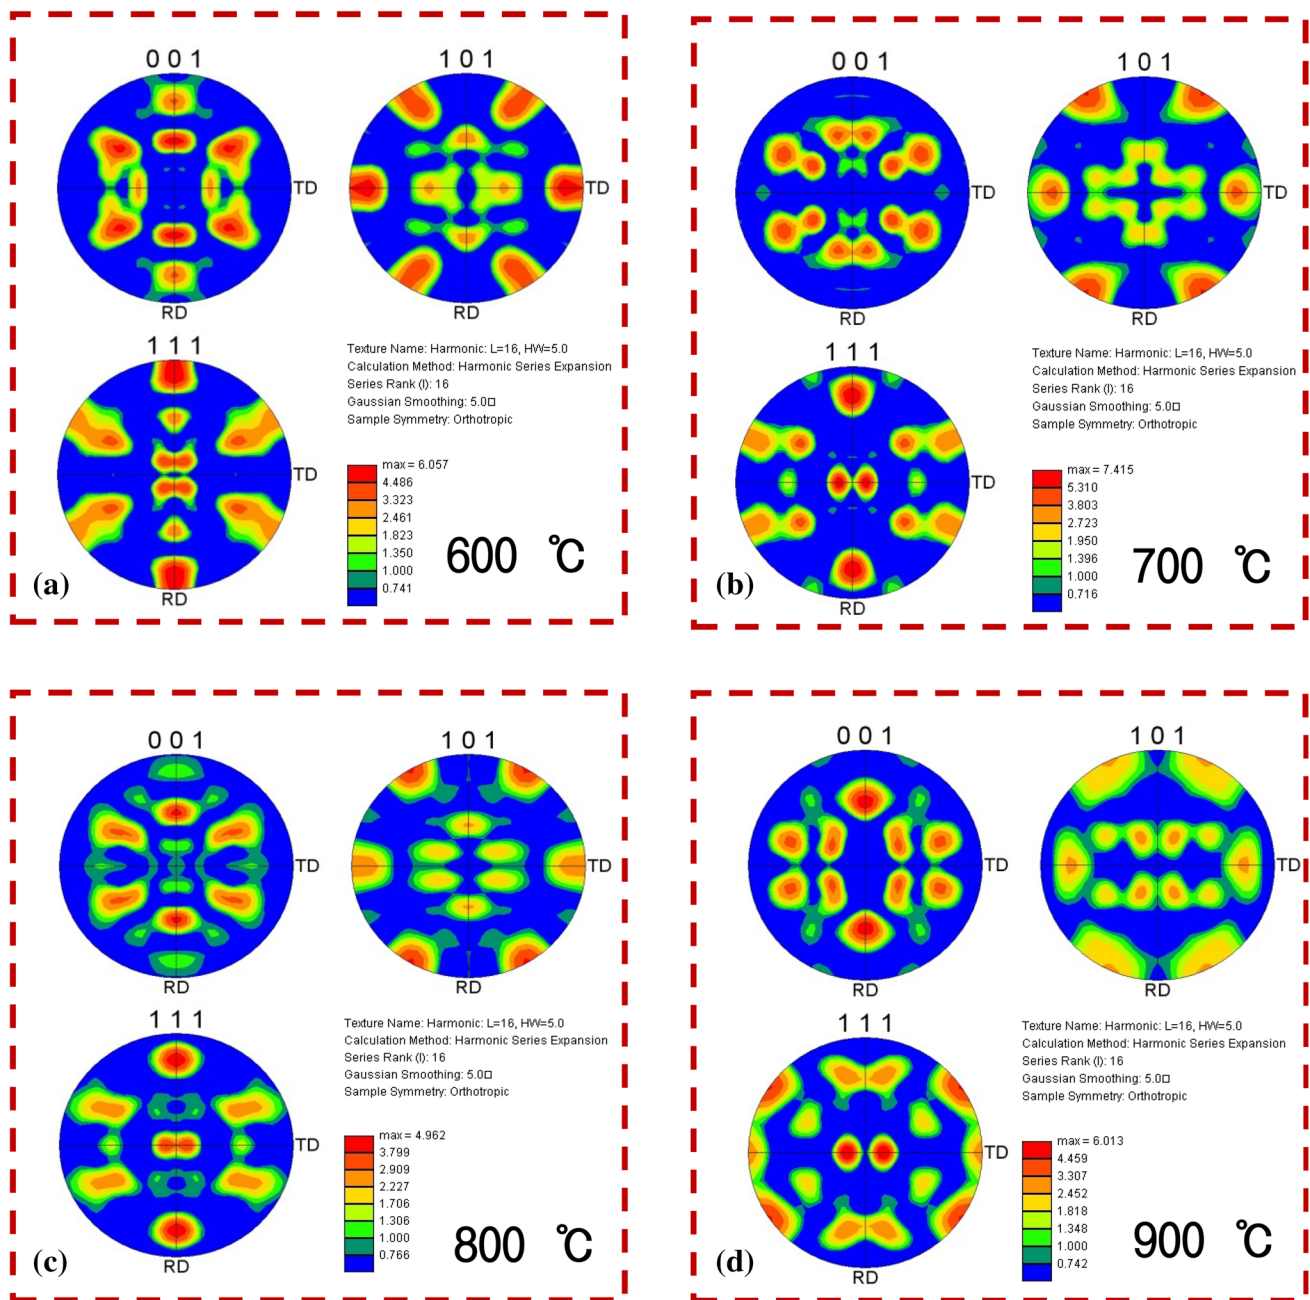 0 0 1
1 0 1
TD
TD
RD
RD
1 1 1
TD
RD
Texture Name: Harmonic: L=16, HW=5.0
Calculation Method: Harmonic Series Expansion
Series Rank (l): 16
Gaussian Smoothing: 5.0□
Sample Symmetry: Orthotropic
max = 6.057
4.486
3.323
2.461
1.823
1.350
1.000
0.741
600 ℃
(a)
0 0 1
1 0 1
TD
TD
RD
RD
1 1 1
TD
RD
Texture Name: Harmonic: L=16, HW=5.0
Calculation Method: Harmonic Series Expansion
Series Rank (l): 16
Gaussian Smoothing: 5.0□
Sample Symmetry: Orthotropic
max = 7.415
5.310
3.803
2.723
1.950
1.396
1.000
0.716
700 ℃
(b)
0 0 1
1 0 1
TD
TD
RD
RD
1 1 1
TD
RD
Texture Name: Harmonic: L=16, HW=5.0
Calculation Method: Harmonic Series Expansion
Series Rank (l): 16
Gaussian Smoothing: 5.0□
Sample Symmetry: Orthotropic
max = 4.962
3.799
2.909
2.227
1.706
1.306
1.000
0.766
800 ℃
(c)
0 0 1
1 0 1
TD
TD
RD
RD
1 1 1
TD
RD
Texture Name: Harmonic: L=16, HW=5.0
Calculation Method: Harmonic Series Expansion
Series Rank (l): 16
Gaussian Smoothing: 5.0□
Sample Symmetry: Orthotropic
max = 6.013
4.459
3.307
2.452
1.818
1.348
1.000
0.742
900 ℃
(d)